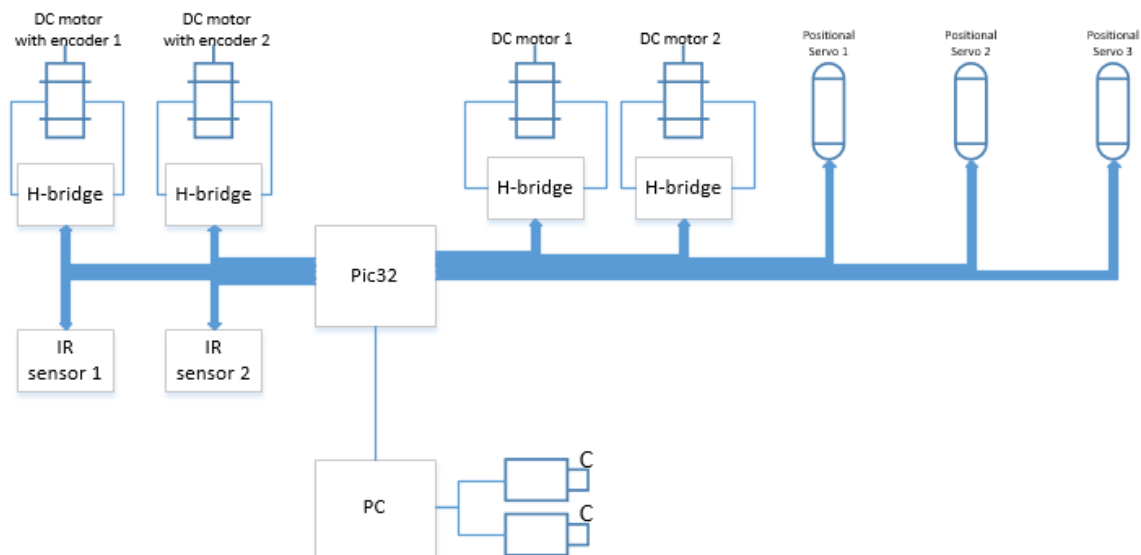 DC motor
with encoder 1
DC motor
with encoder 2
DC motor 1
DC motor 2
Positional
Servo 1
Positional
Servo 2
Positional
Servo 3
H-bridge
H-bridge
H-bridge
H-bridge
Pic32
IR
sensor 1
IR
sensor 2
PC
C
C